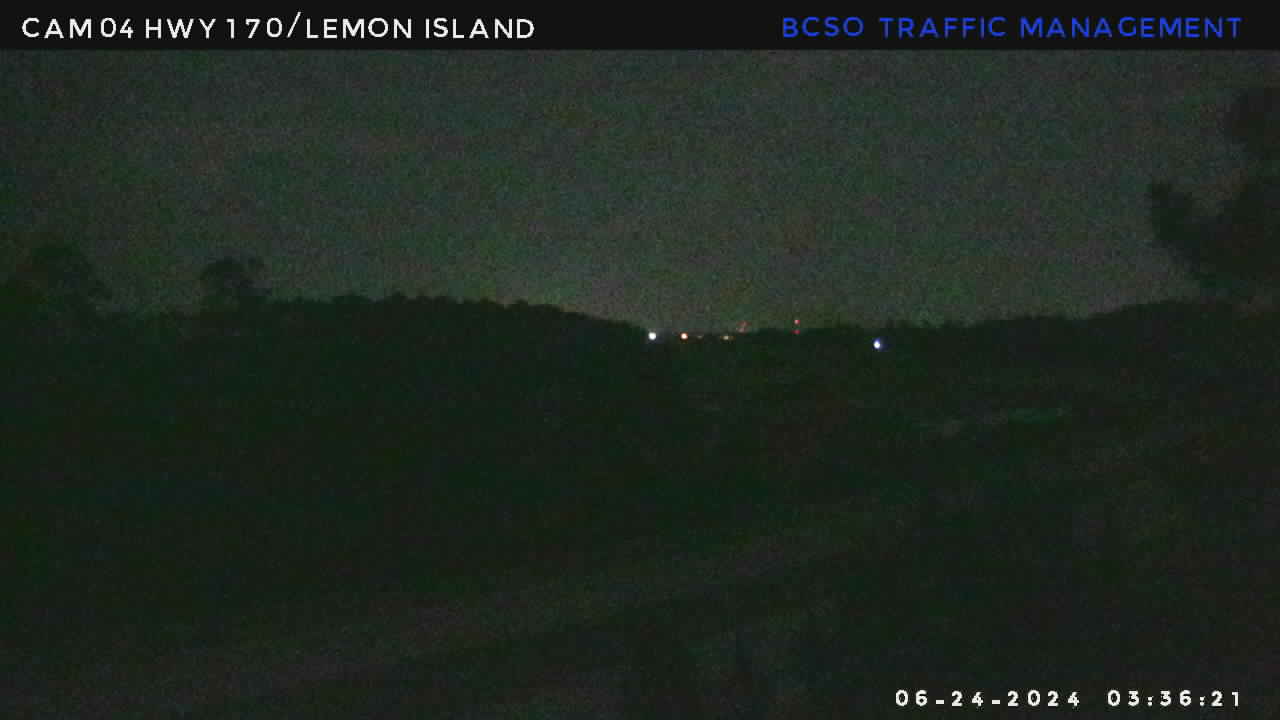 CAM04 HWY 170/LEMON ISLAND
BCSO TRAFFIC MANAGEMENT
06-24-2024 03:36:21